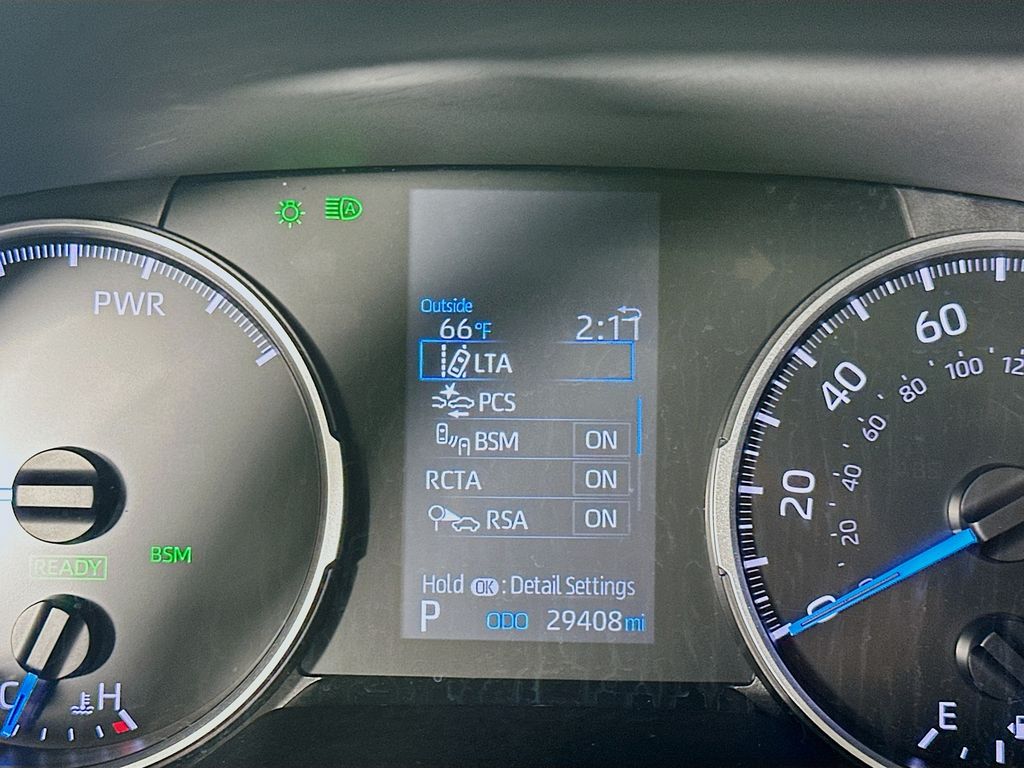 PWR
READY
BSM
C H
Outside
66°F 2:11
LTA
PCS
BSM ON
RCTA ON
RSA ON
Hold OK : Detail Settings
P ODO 29408 mi
A
0 20 40 60
20 40 60 80 100
E